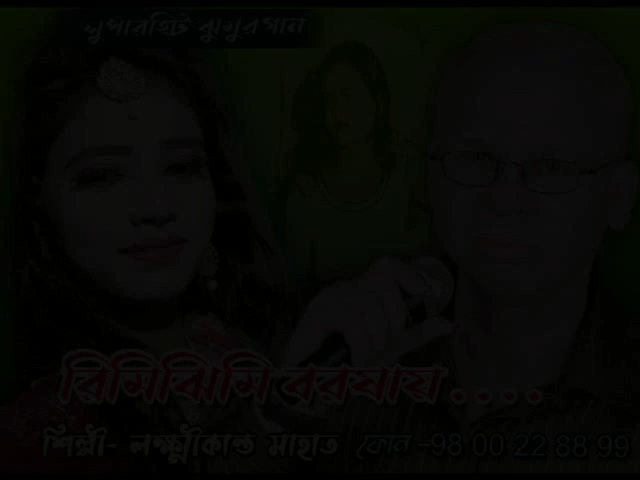 সুপারহিট ঝুমুর গান
রিমিঝিমি বরষায় . . . .
শিল্পী- লক্ষ্মীকান্ত মাহাত ফোন -98 00 22 88 99